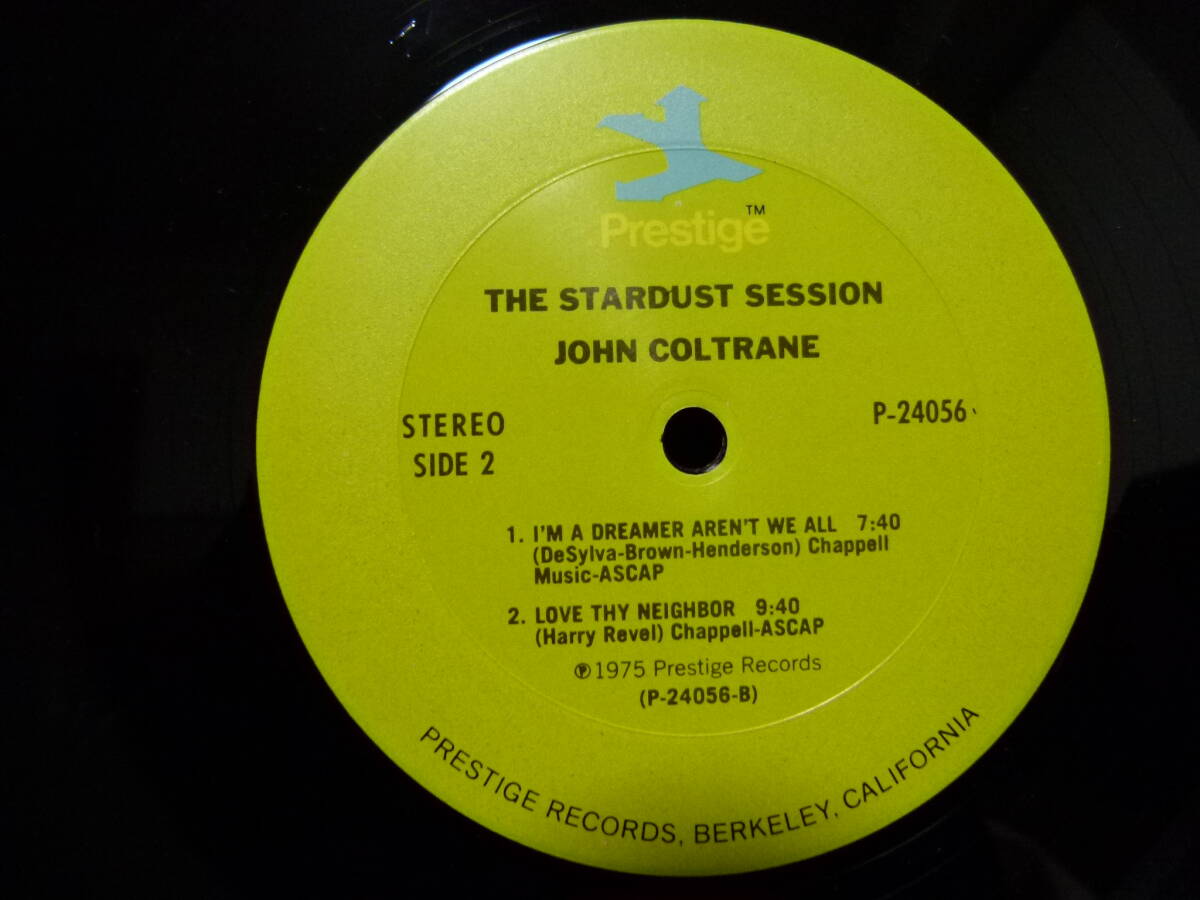 Prestige™
THE STARDUST SESSION
JOHN COLTRANE
STEREO
SIDE 2
P-24056
1. I'M A DREAMER AREN'T WE ALL 7:40
(DeSylva-Brown-Henderson) Chappell
Music-ASCAP
2. LOVE THY NEIGHBOR 9:40
(Harry Revel) Chappell-ASCAP
℗1975 Prestige Records
(P-24056-B)
PRESTIGE RECORDS, BERKELEY, CALIFORNIA